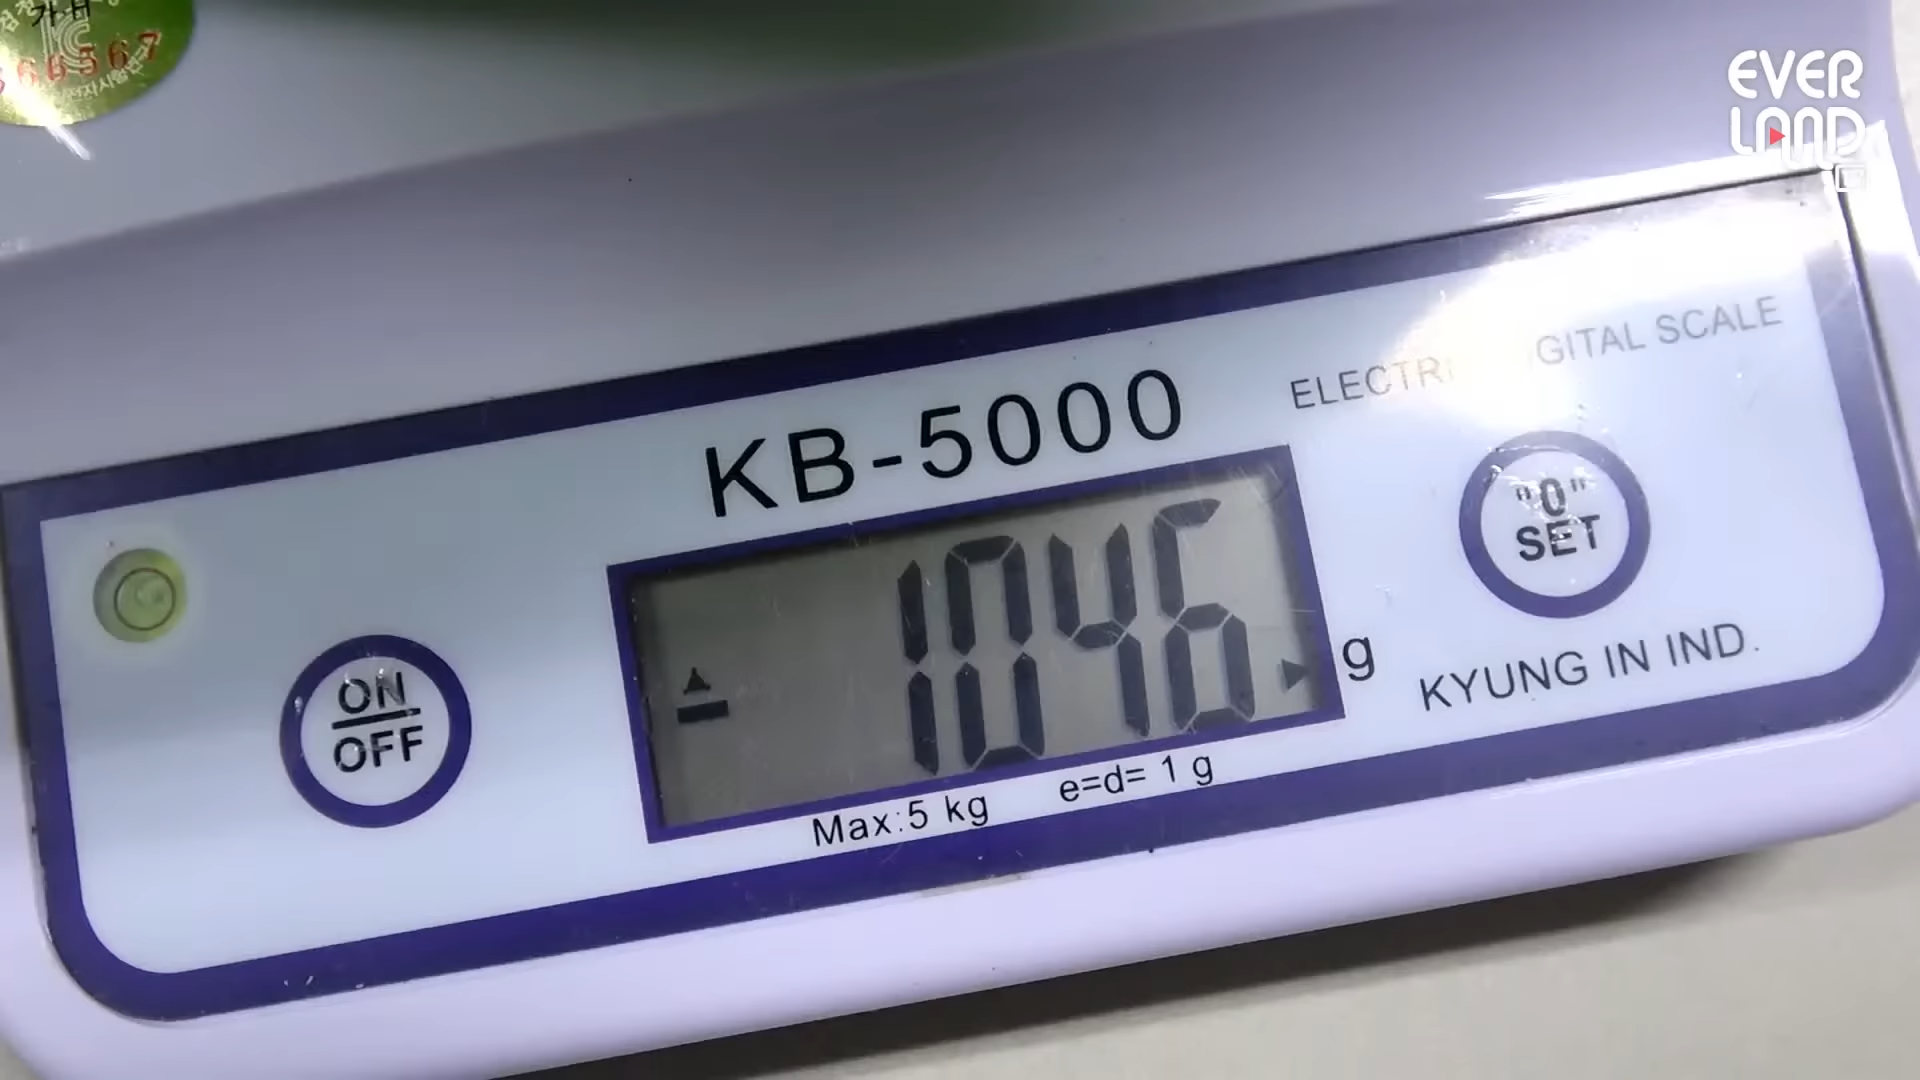 66567
EVER
LAND
KB-5000
ELECTR GITAL SCALE
"0"
SET
1046
g
ON
OFF
KYUNG IN IND.
Max:5 kg e=d= 1 g